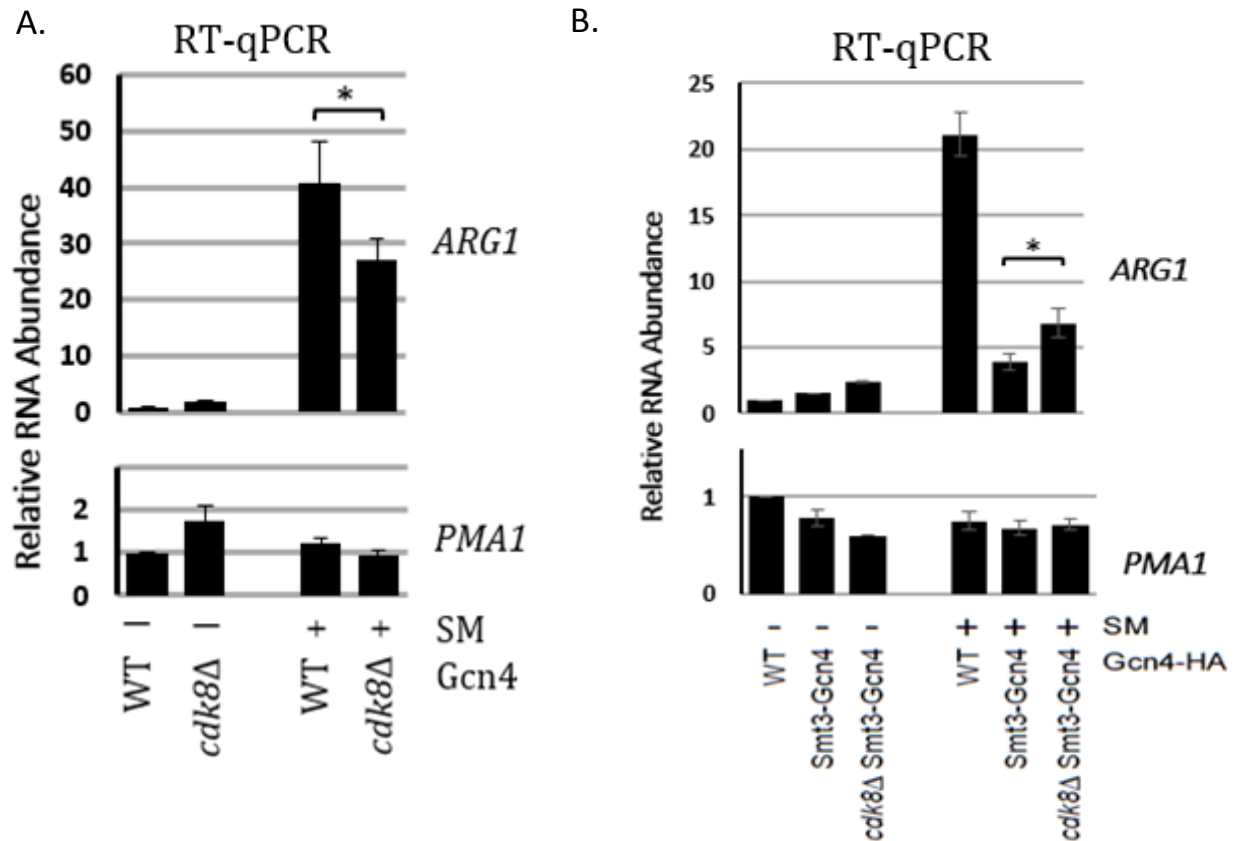 A.
RT-qPCR
Relative RNA Abundance
60
50
40
30
20
10
0
*
ARG1
2
1
0
PMA1
– – + + SM
WT cdk8Δ WT cdk8Δ Gcn4
B.
RT-qPCR
Relative RNA Abundance
25
20
15
10
5
0
*
ARG1
1
0
PMA1
- - - + + + SM
WT Smt3-Gcn4 cdk8Δ Smt3-Gcn4 WT Smt3-Gcn4 cdk8Δ Smt3-Gcn4 Gcn4-HA